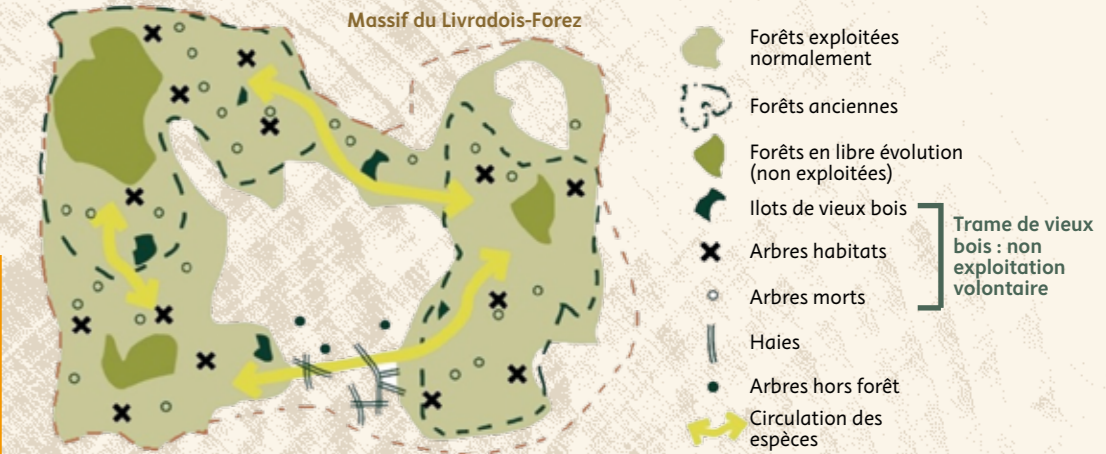 Massif du Livradois-Forez
Forêts exploitées
normalement
Forêts anciennes
Forêts en libre évolution
(non exploitées)
Ilots de vieux bois
Arbres habitats
Arbres morts
Trame de vieux
bois : non
exploitation
volontaire
Haies
Arbres hors forêt
Circulation des
espèces